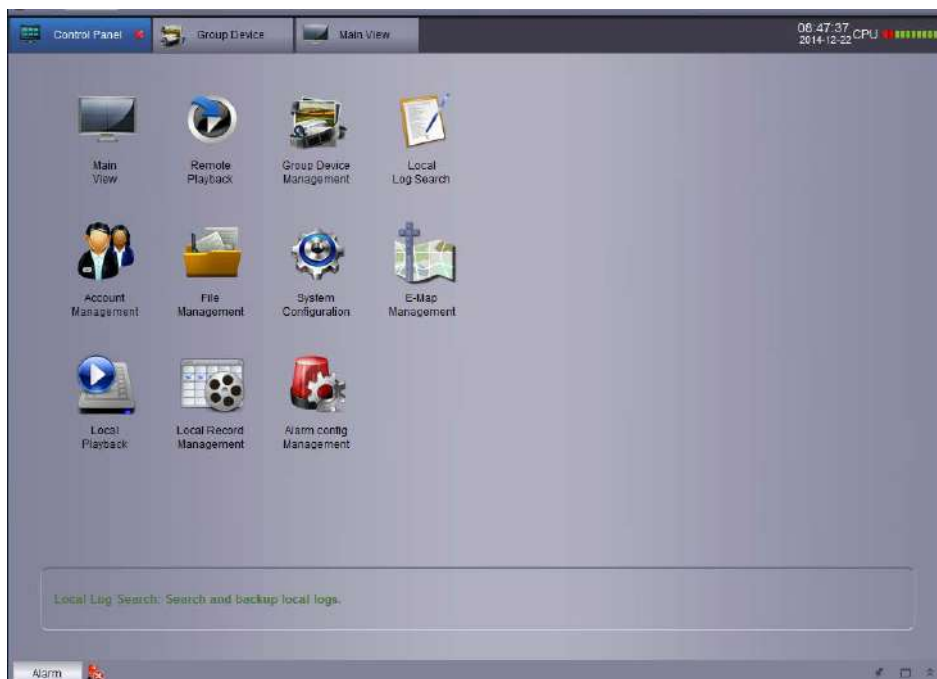 Control Panel
Group Device
Main View
08:47:37
2014-12-22
CPU
Main
View
Remote
Playback
Group Device
Management
Local
Log Search
Account
Management
File
Management
System
Configuration
E-Map
Management
Local
Playback
Local Record
Management
Alarm config
Management
Local Log Search: Search and backup local logs.
Alarm